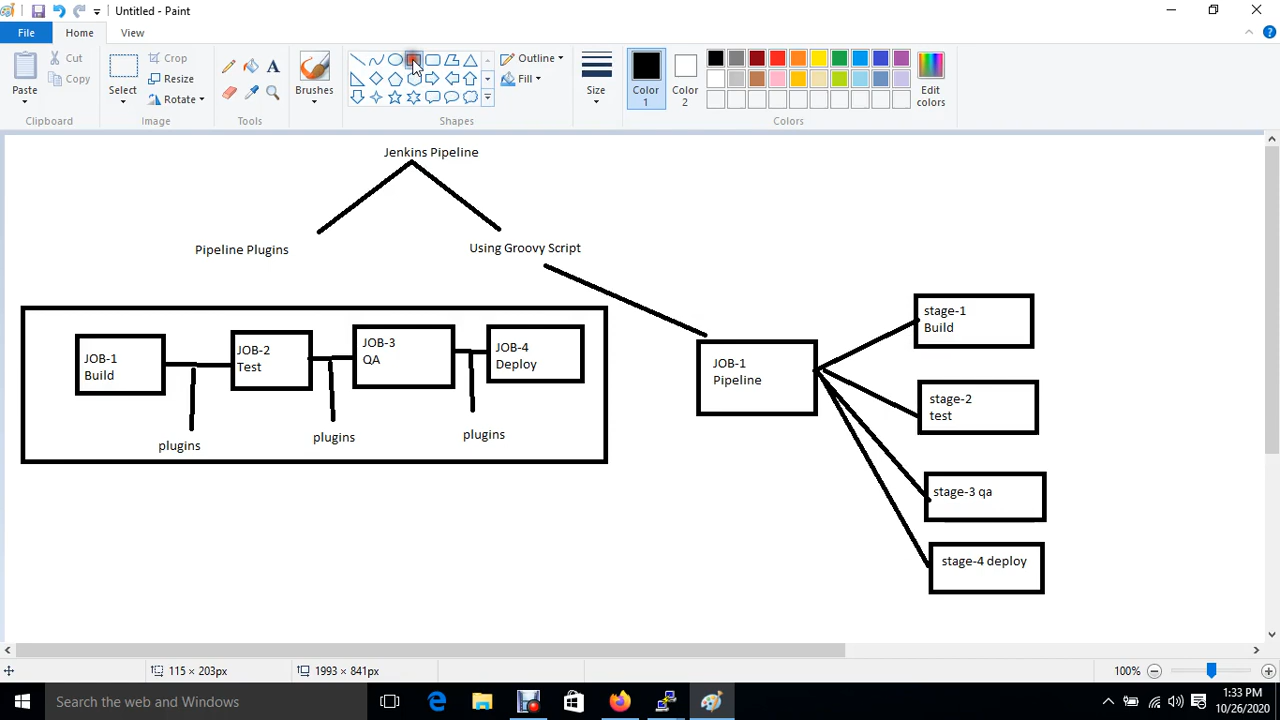 Untitled - Paint
File
Home
View
Paste
Cut
Copy
Clipboard
Select
Crop
Resize
Rotate
Image
A
Tools
Brushes
Outline
Fill
Shapes
Size
Color
1
Color
2
Edit
colors
Colors
Jenkins Pipeline
Pipeline Plugins
Using Groovy Script
JOB-1
Build
JOB-2
Test
JOB-3
QA
JOB-4
Deploy
plugins
plugins
plugins
JOB-1
Pipeline
stage-1
Build
stage-2
test
stage-3 qa
stage-4 deploy
115 × 203px
1993 × 841px
100%
Search the web and Windows
1:33 PM
10/26/2020